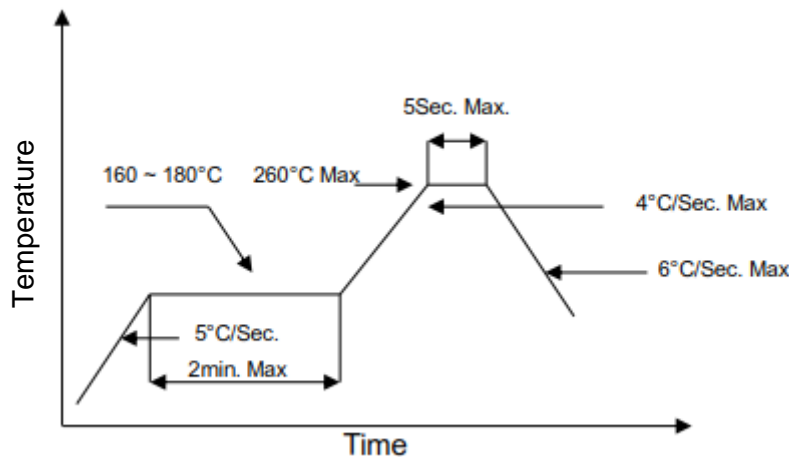 5Sec. Max.
160 ~ 180°C
260°C Max
4°C/Sec. Max
6°C/Sec. Max
5°C/Sec.
2min. Max
Temperature
Time